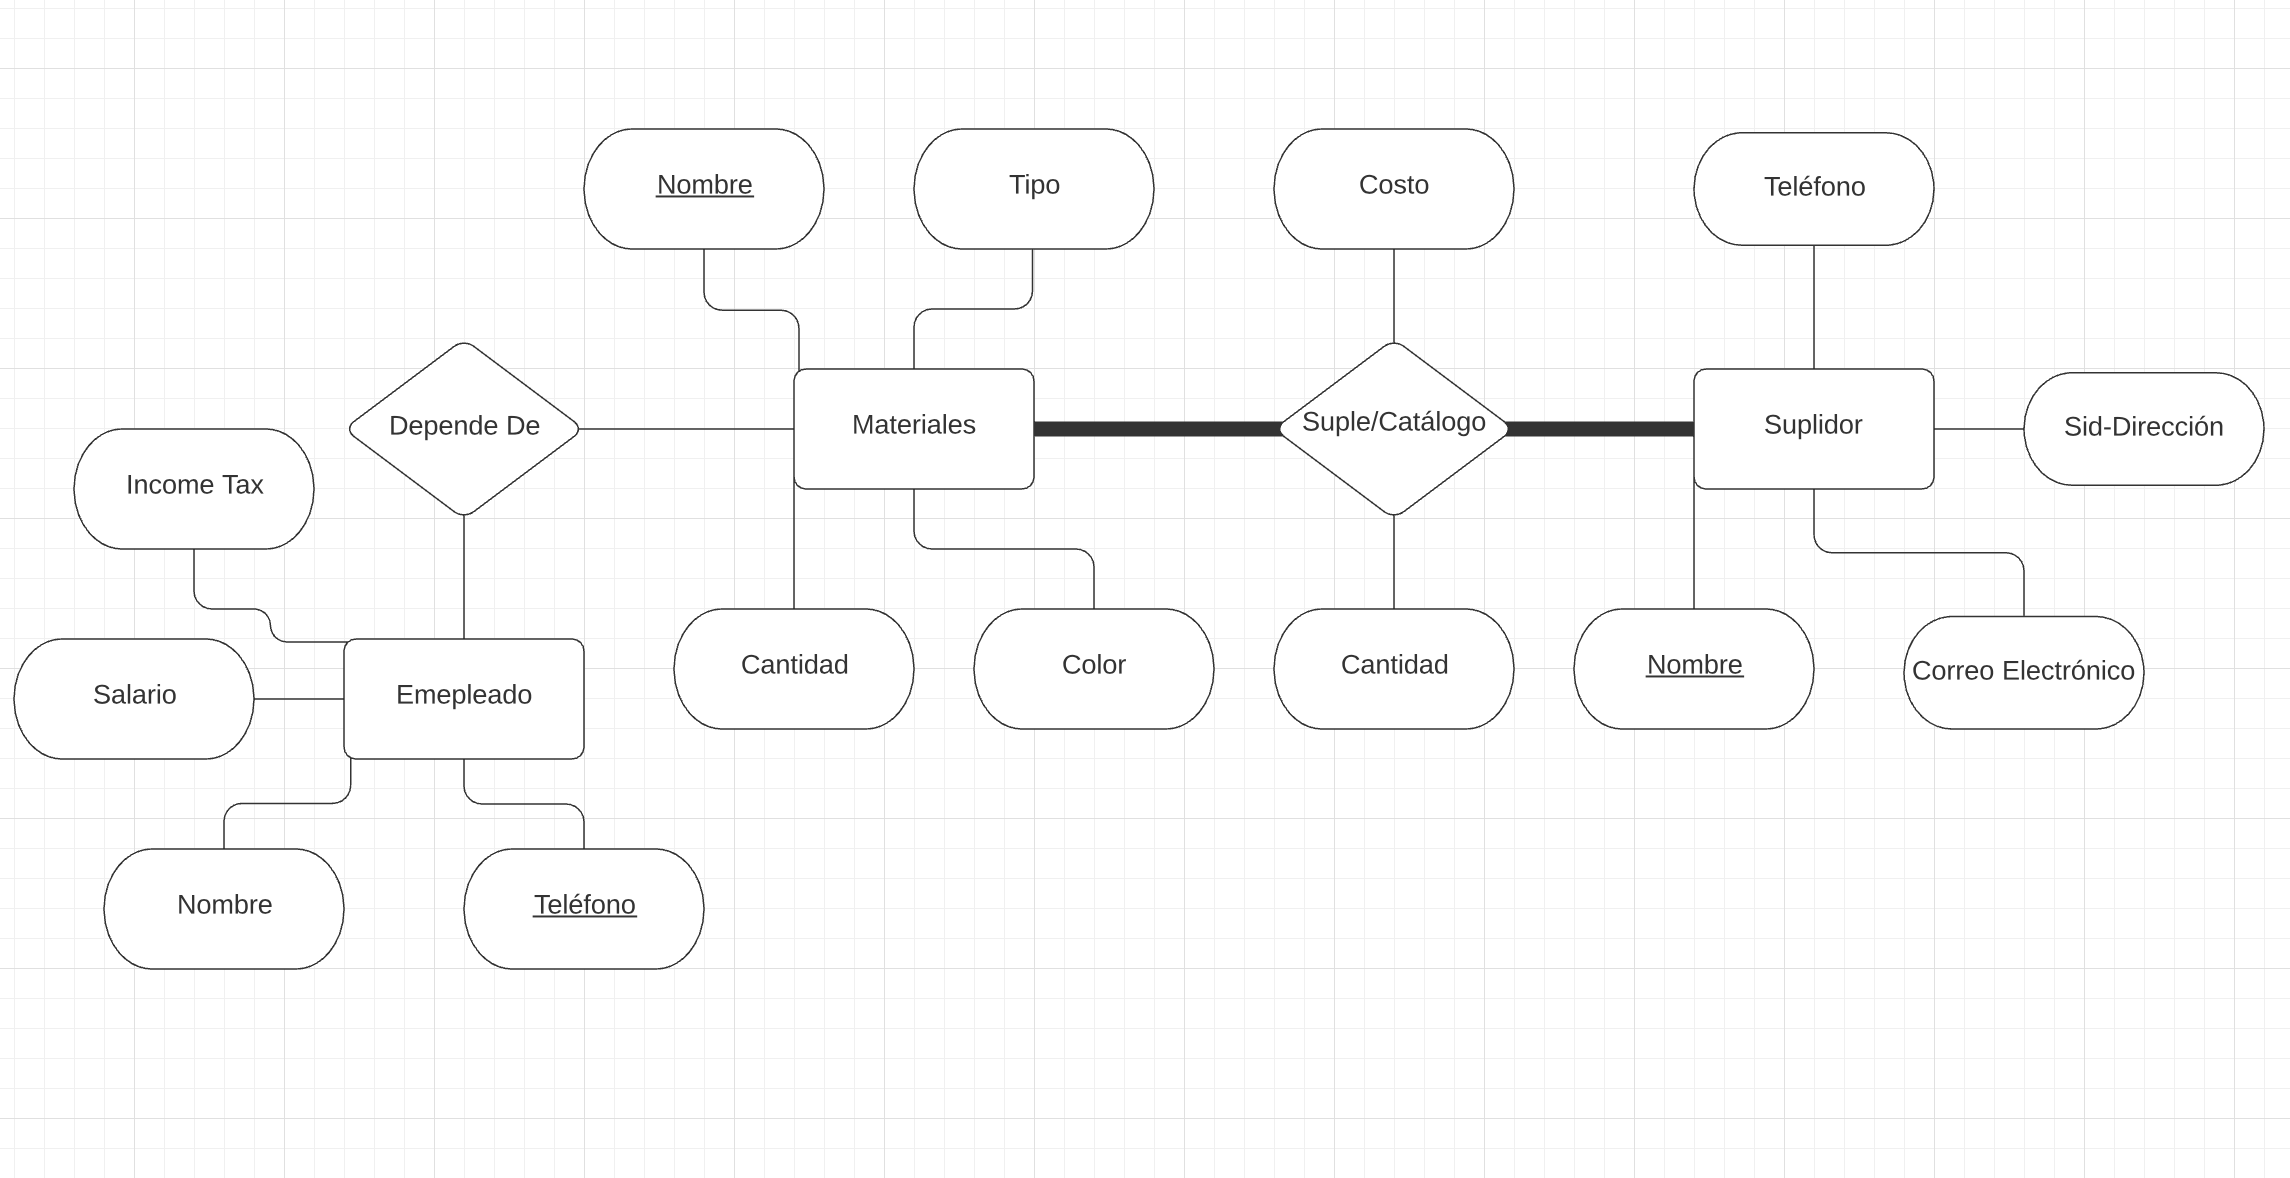 Nombre
Tipo
Costo
Teléfono
Depende De
Materiales
Suple/Catálogo
Suplidor
Sid-Dirección
Income Tax
Salario
Emepleado
Cantidad
Color
Cantidad
Nombre
Correo Electrónico
Nombre
Teléfono